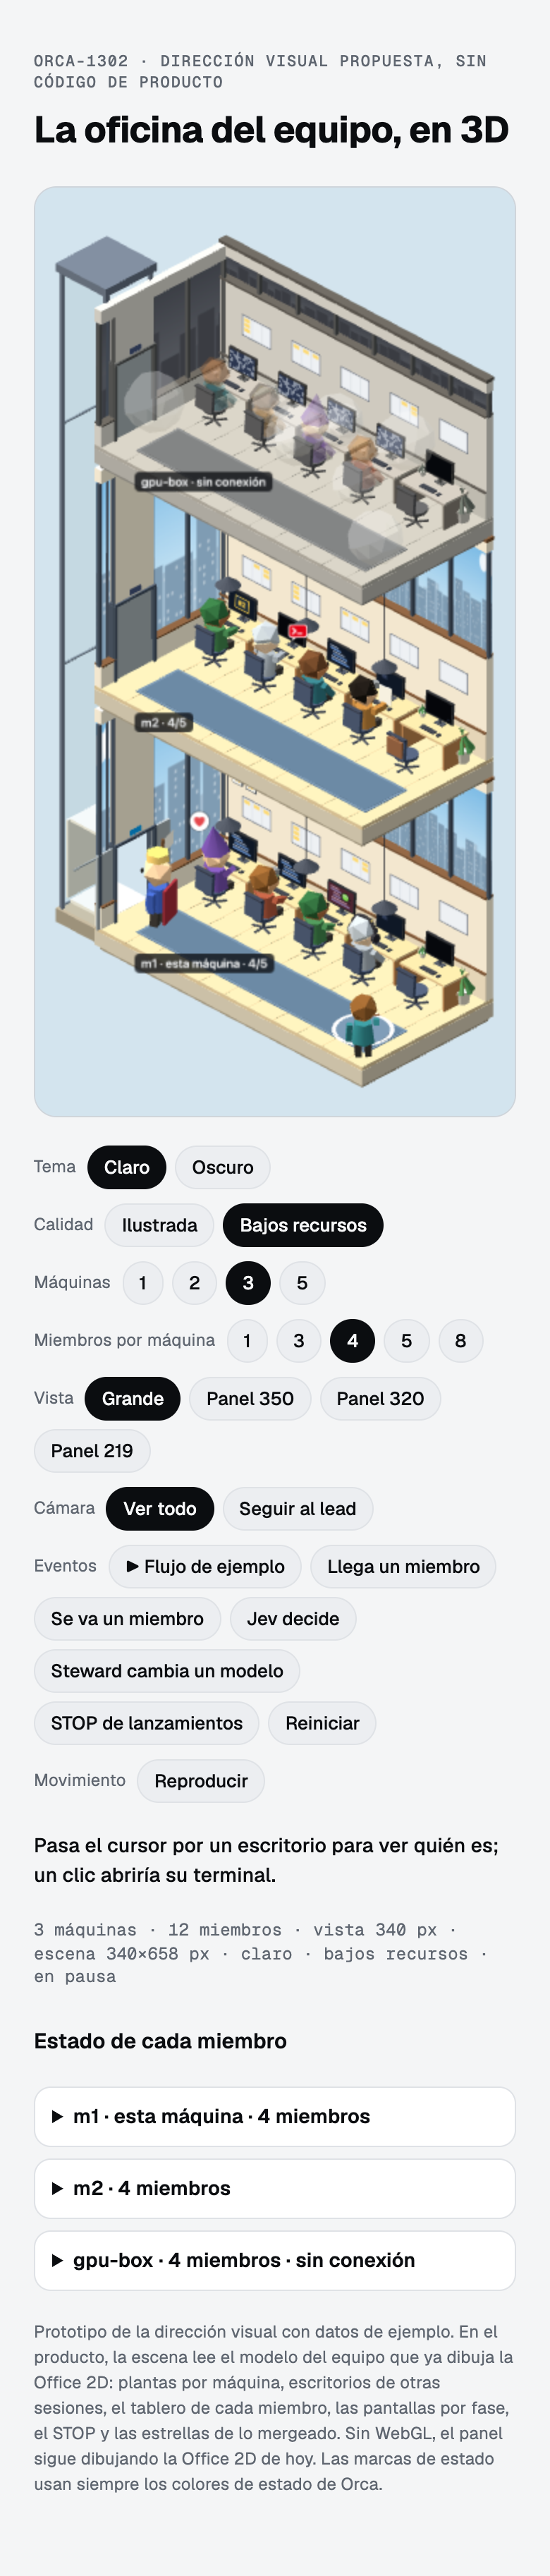 ORCA-1302 · DIRECCIÓN VISUAL PROPUESTA, SIN
CÓDIGO DE PRODUCTO
La oficina del equipo, en 3D
gpu-box · sin conexión
m2 · 4/5
m1 · esta máquina · 4/5
Tema Claro Oscuro
Calidad Ilustrada Bajos recursos
Máquinas 1 2 3 5
Miembros por máquina 1 3 4 5 8
Vista Grande Panel 350 Panel 320
Panel 219
Cámara Ver todo Seguir al lead
Eventos Flujo de ejemplo Llega un miembro
Se va un miembro Jev decide
Steward cambia un modelo
STOP de lanzamientos Reiniciar
Movimiento Reproducir
Pasa el cursor por un escritorio para ver quién es;
un clic abriría su terminal.
3 máquinas · 12 miembros · vista 340 px ·
escena 340×658 px · claro · bajos recursos ·
en pausa
Estado de cada miembro
m1 · esta máquina · 4 miembros
m2 · 4 miembros
gpu-box · 4 miembros · sin conexión
Prototipo de la dirección visual con datos de ejemplo. En el
producto, la escena lee el modelo del equipo que ya dibuja la
Office 2D: plantas por máquina, escritorios de otras
sesiones, el tablero de cada miembro, las pantallas por fase,
el STOP y las estrellas de lo mergeado. Sin WebGL, el panel
sigue dibujando la Office 2D de hoy. Las marcas de estado
usan siempre los colores de estado de Orca.